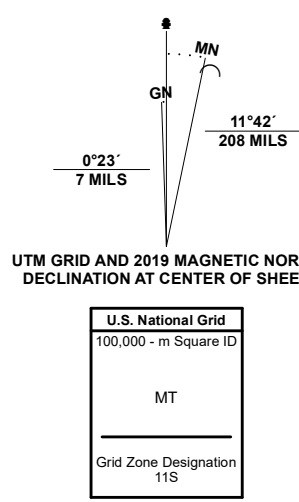 MN
GN
11°42´
208 MILS
0°23´
7 MILS
UTM GRID AND 2019 MAGNETIC NOR
DECLINATION AT CENTER OF SHEE
U.S. National Grid
100,000 - m Square ID
MT
Grid Zone Designation
11S